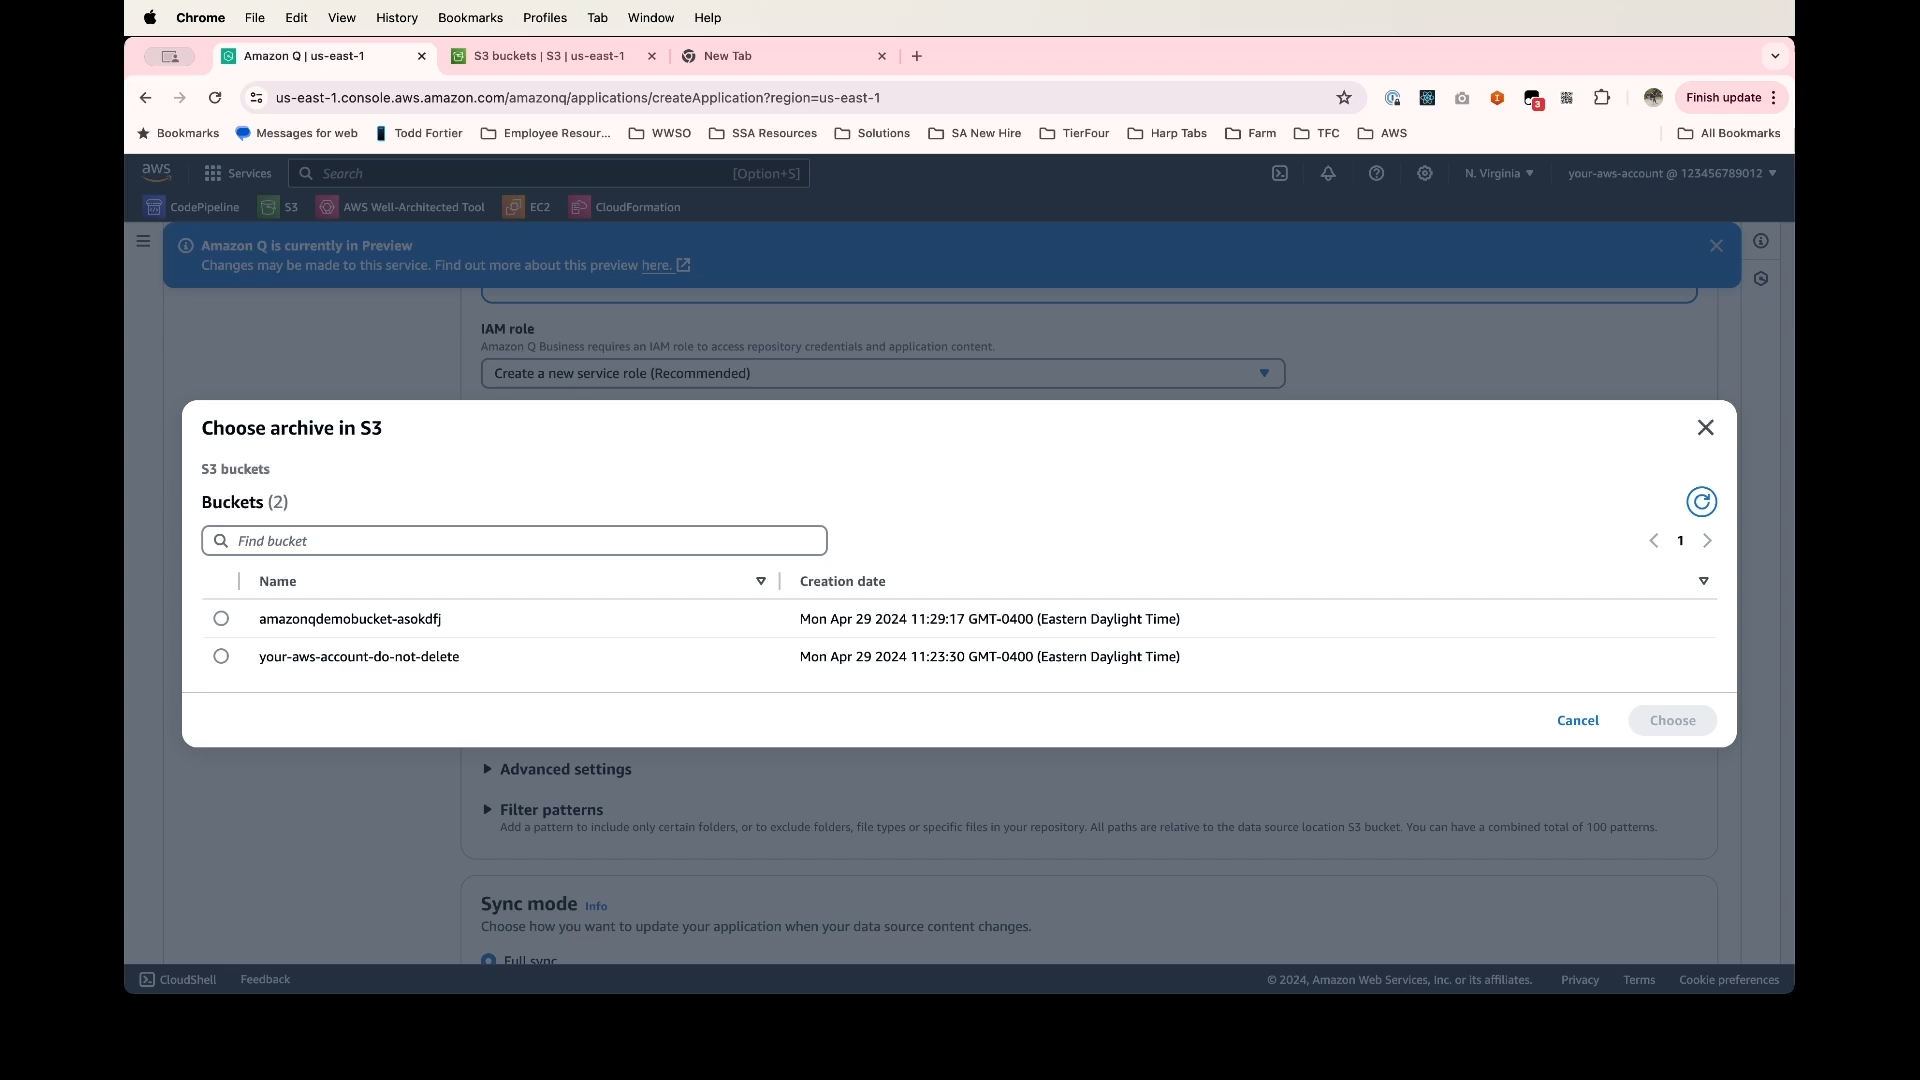 Chrome File Edit View History Bookmarks Profiles Tab Window Help
Amazon Q | us-east-1
S3 buckets | S3 | us-east-1
New Tab
us-east-1.console.aws.amazon.com/amazonq/applications/createApplication?region=us-east-1
3
Finish update
Bookmarks Messages for web Todd Fortier Employee Resour... WWSO SSA Resources Solutions SA New Hire TierFour Harp Tabs Farm TFC AWS All Bookmarks
aws Services Search [Option+S] N. Virginia your-aws-account @ 123456789012
CodePipeline S3 AWS Well-Architected Tool EC2 CloudFormation
Amazon Q is currently in Preview
Changes may be made to this service. Find out more about this preview here.
IAM role
Amazon Q Business requires an IAM role to access repository credentials and application content.
Create a new service role (Recommended)
Choose archive in S3
S3 buckets
Buckets (2)
Find bucket
1
Name Creation date
amazonqdemobucket-asokdfj Mon Apr 29 2024 11:29:17 GMT-0400 (Eastern Daylight Time)
your-aws-account-do-not-delete Mon Apr 29 2024 11:23:30 GMT-0400 (Eastern Daylight Time)
Cancel Choose
Advanced settings
Filter patterns
Add a pattern to include only certain folders, or to exclude folders, file types or specific files in your repository. All paths are relative to the data source location S3 bucket. You can have a combined total of 100 patterns.
Sync mode Info
Choose how you want to update your application when your data source content changes.
Full sync
CloudShell Feedback © 2024, Amazon Web Services, Inc. or its affiliates. Privacy Terms Cookie preferences